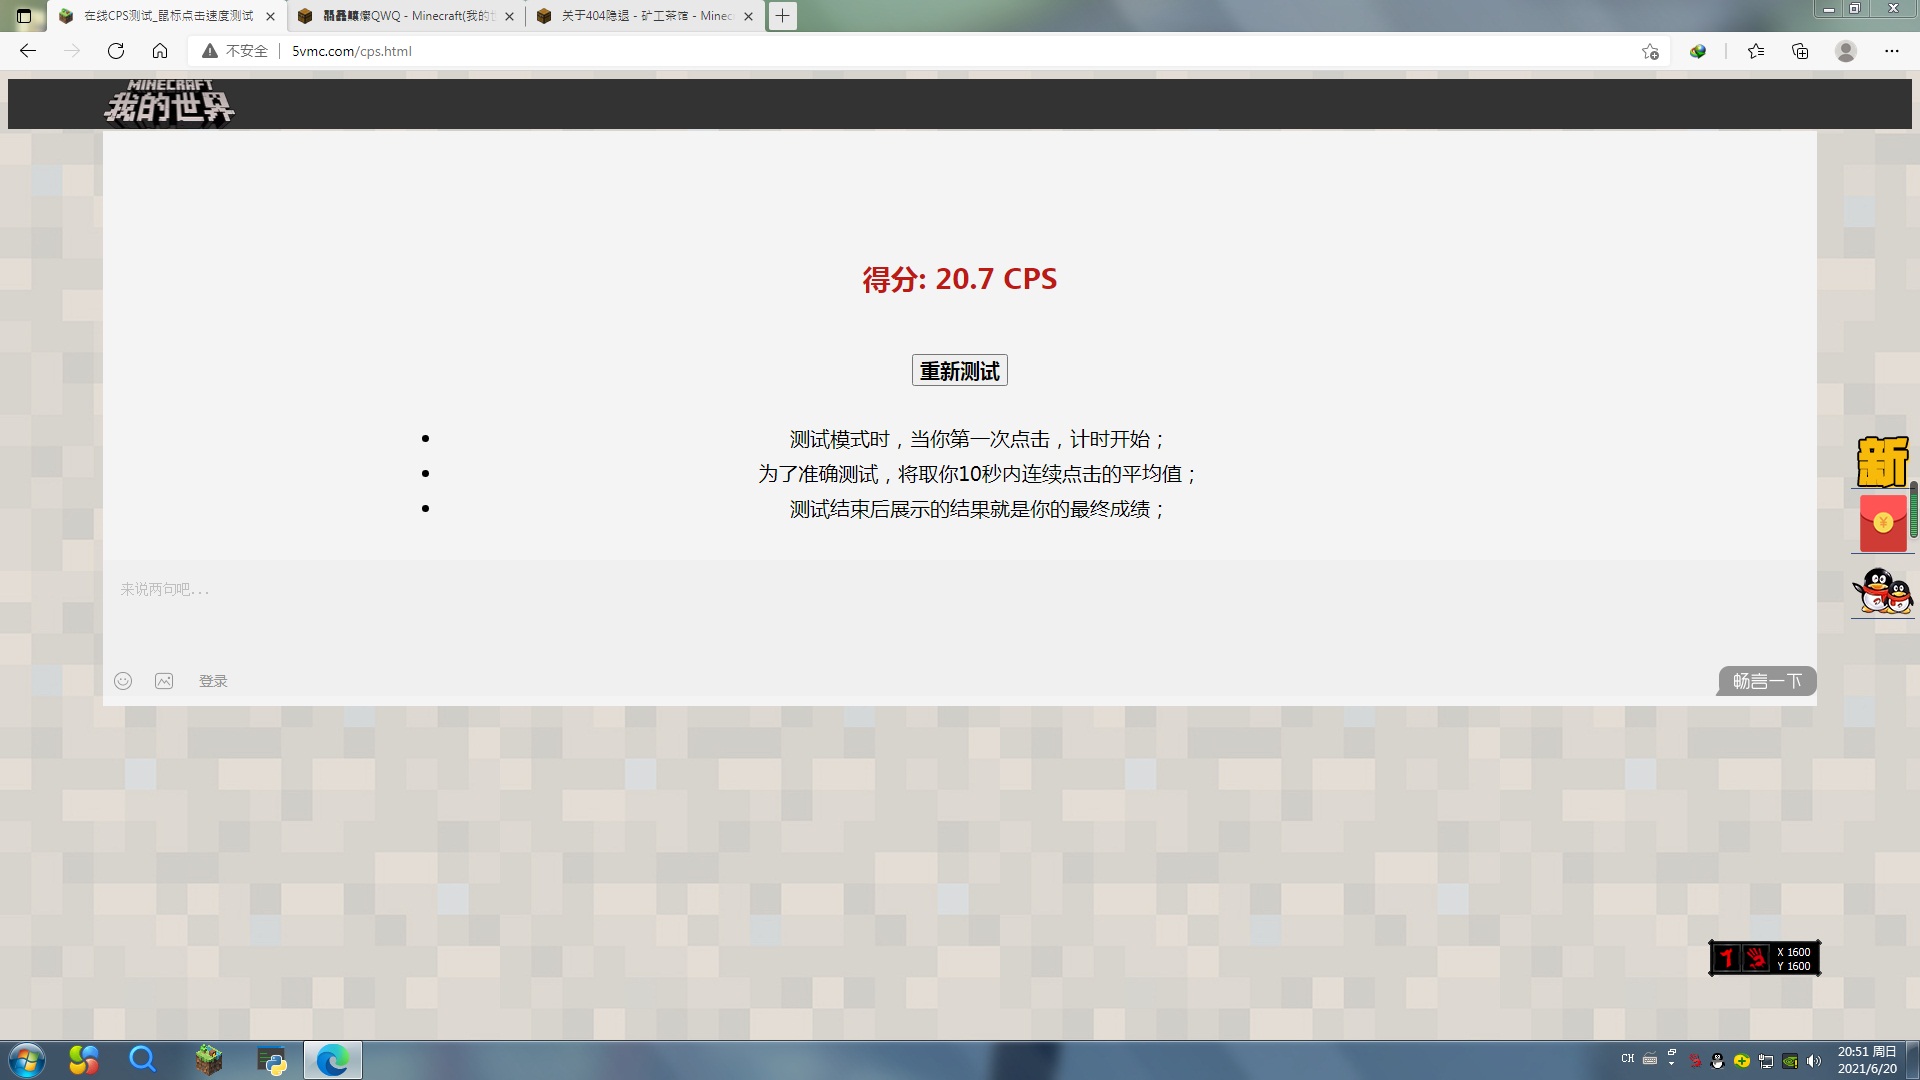 在线CPS测试_鼠标点击速度测试
QWQ - Minecraft(我的世
关于404隐退 - 矿工茶馆 - Minec
不安全
5vmc.com/cps.html
MINECRAFT
我的世界
得分: 20.7 CPS
重新测试
测试模式时，当你第一次点击，计时开始；
为了准确测试，将取你10秒内连续点击的平均值；
测试结束后展示的结果就是你的最终成绩；
新
来说两句吧...
登录
畅言一下
X 1600
Y 1600
CH
20:51 周日
2021/6/20